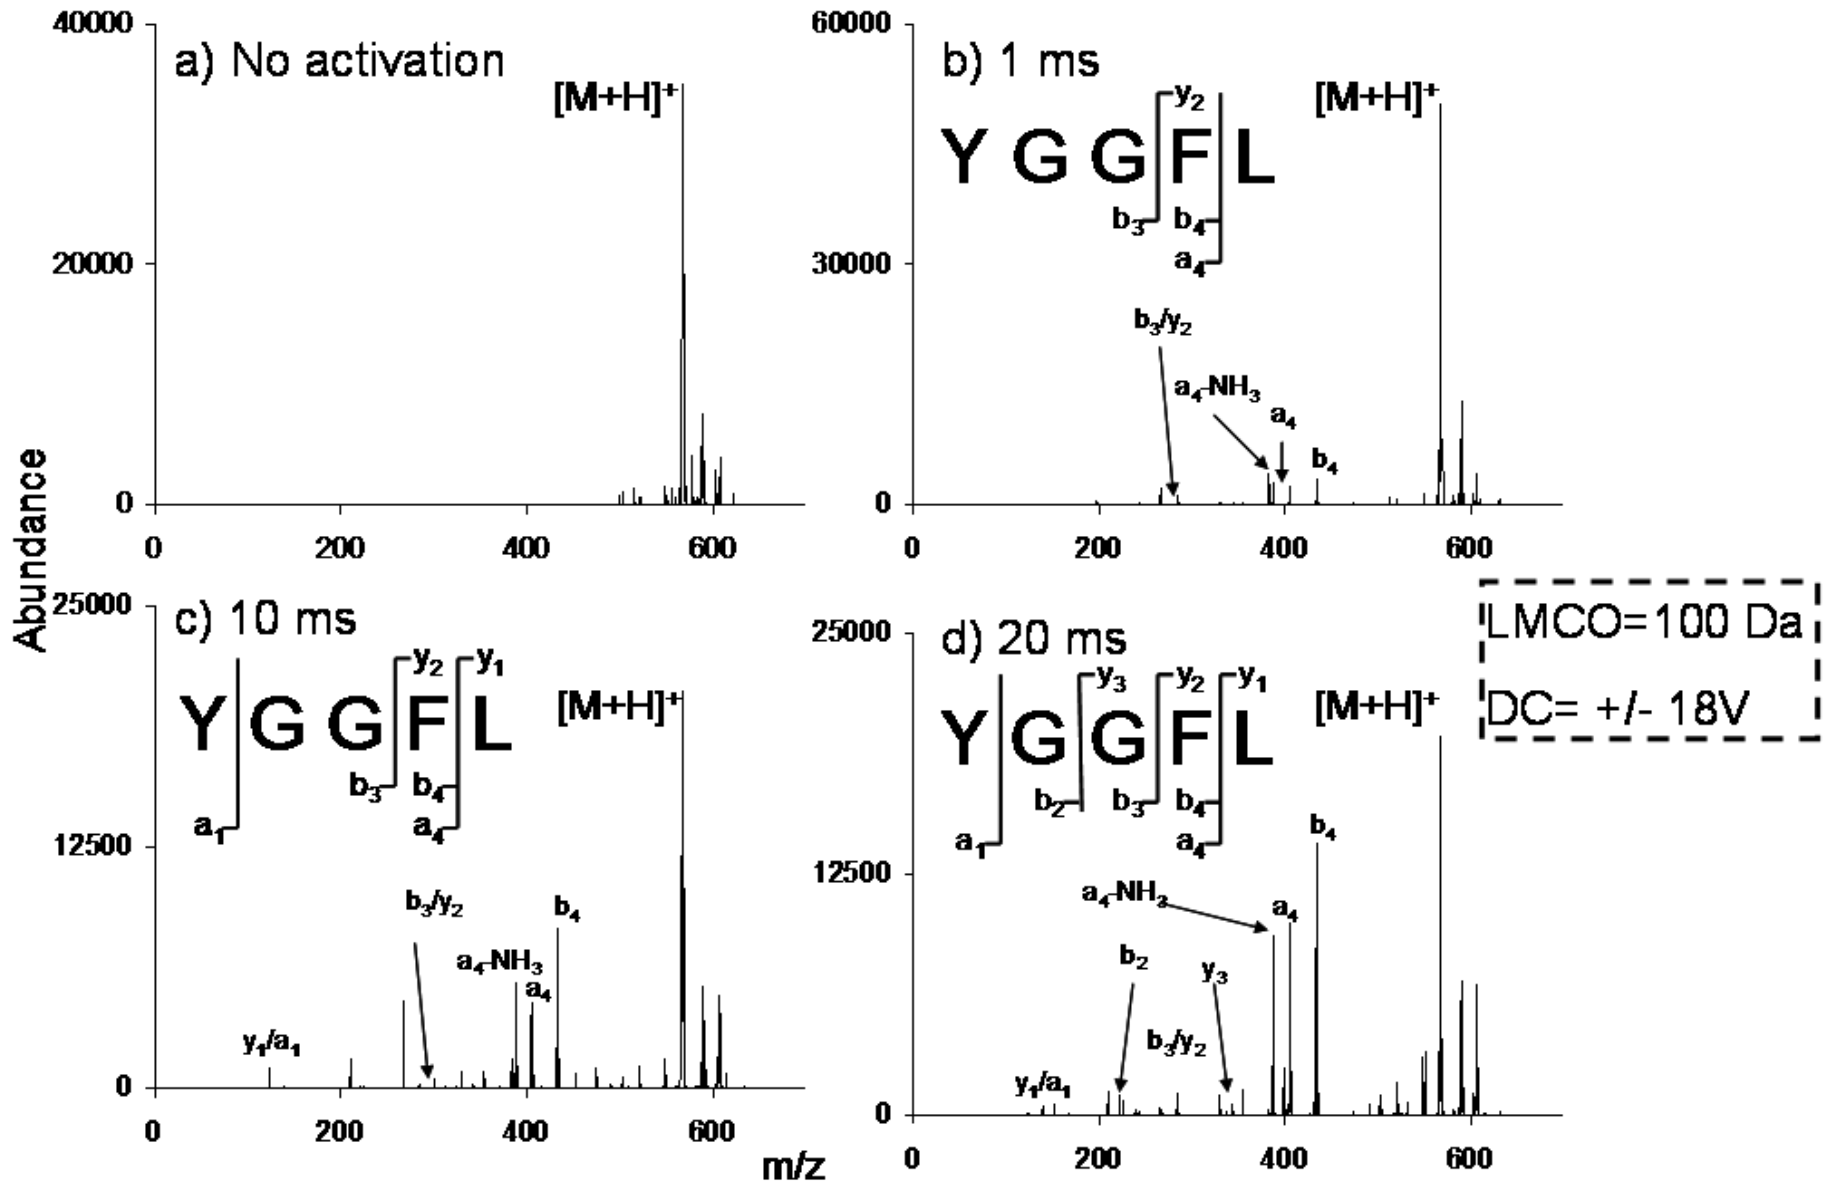 Abundance
m/z
a) No activation
[M+H]⁺
40000
20000
0
0 200 400 600
b) 1 ms
[M+H]⁺
60000
30000
0
y₂
Y G G F L
b₃ b₄
a₄
b₃/y₂
a₄-NH₃
a₄
b₄
0 200 400 600
c) 10 ms
25000
12500
0
y₂ y₁
[M+H]⁺
Y G G F L
b₃ b₄
a₁ a₄
b₃/y₂
b₄
a₄-NH₃
a₄
y₁/a₁
0 200 400 600
d) 20 ms
25000
12500
0
y₃ y₂ y₁
[M+H]⁺
Y G G F L
b₂ b₃ b₄
a₁ a₄
b₄
a₄-NH₃
a₄
b₂
y₃
b₃/y₂
y₁/a₁
0 200 400 600
LMCO=100 Da
DC= +/- 18V